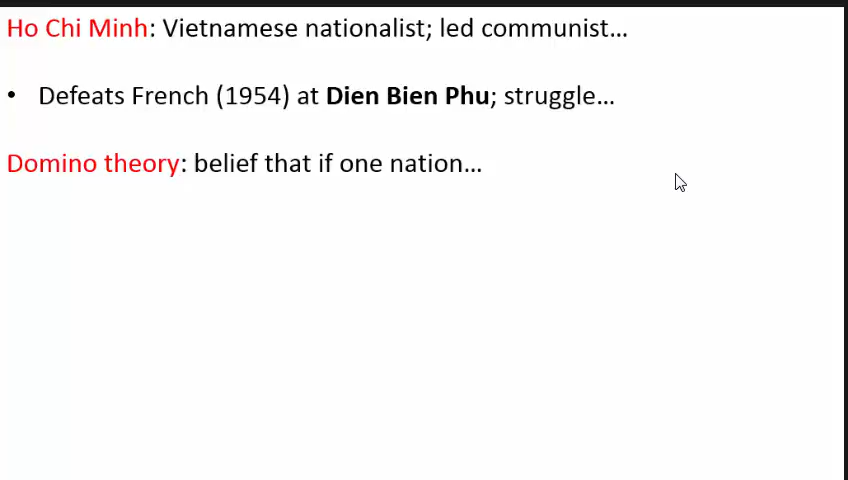 Ho Chi Minh: Vietnamese nationalist; led communist…
• Defeats French (1954) at Dien Bien Phu; struggle…
Domino theory: belief that if one nation…